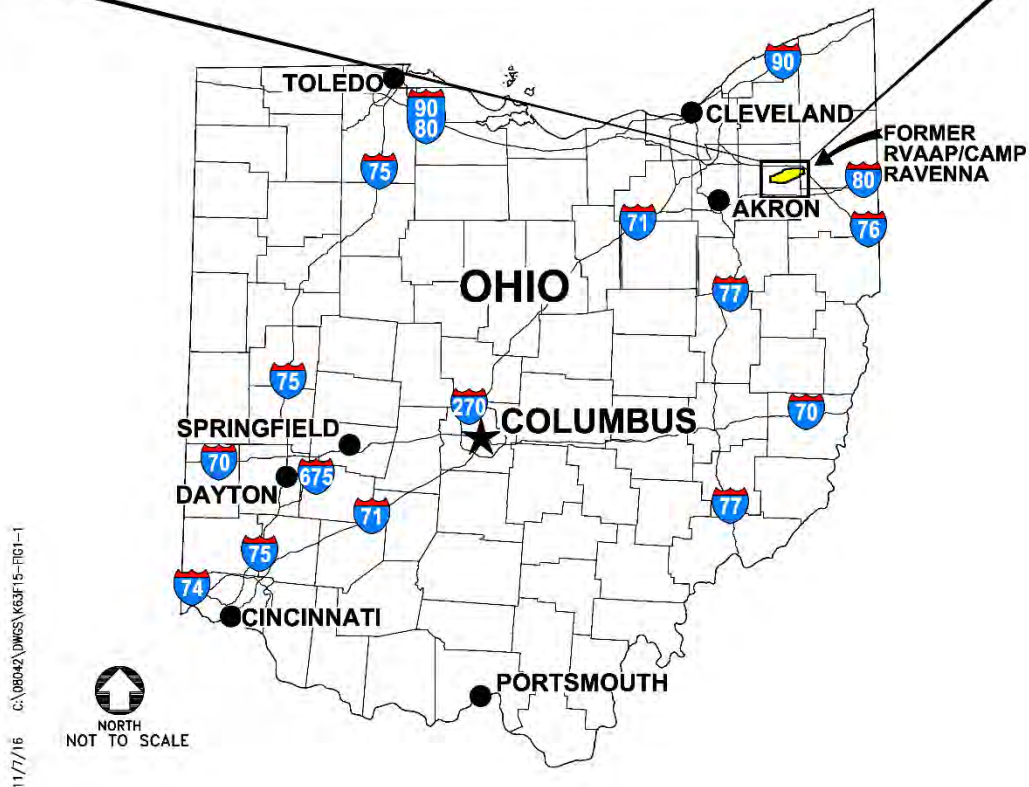 90
TOLEDO
90
80
CLEVELAND
FORMER
RVAAP/CAMP
RAVENNA
75
80
AKRON
71
76
OHIO
77
75
270
COLUMBUS
70
SPRINGFIELD
70
675
DAYTON
71
77
75
74
CINCINNATI
PORTSMOUTH
NORTH
NOT TO SCALE
11/7/16 C:\08042\DWGS\K63F15-FIG1-1